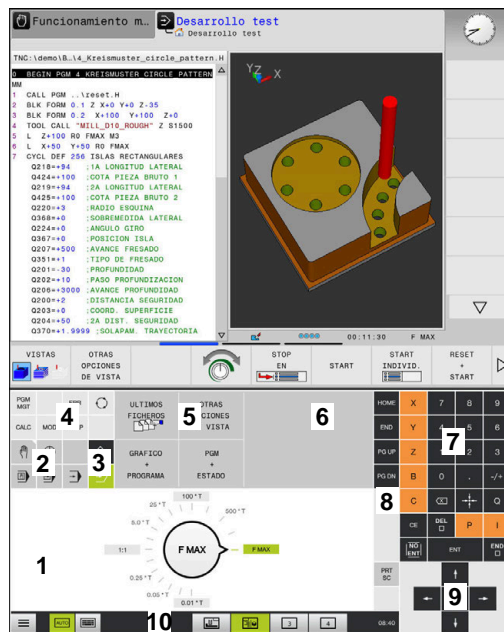 Funcionamiento m...
Desarrollo test
Desarrollo test
TNC:\demo\B...\4_Kreismuster_circle_pattern.H
0 BEGIN PGM 4_KREISMUSTER_CIRCLE_PATTERN
MM
1 CALL PGM ..\reset.H
2 BLK FORM 0.1 Z X+0 Y+0 Z-35
3 BLK FORM 0.2 X+100 Y+100 Z+0
4 TOOL CALL "MILL_D10_ROUGH" Z S1500
5 L Z+100 R0 FMAX M3
6 L X+50 Y+50 R0 FMAX
7 CYCL DEF 256 ISLAS RECTANGULARES
Q218=+94 ;1A LONGITUD LATERAL
Q424=+100 ;COTA PIEZA BRUTO 1
Q219=+94 ;2A LONGITUD LATERAL
Q425=+100 ;COTA PIEZA BRUTO 2
Q220=+3 ;RADIO ESQUINA
Q368=+0 ;SOBREMEDIDA LATERAL
Q224=+0 ;ANGULO GIRO
Q367=+0 ;POSICION ISLA
Q207=+500 ;AVANCE FRESADO
Q351=+1 ;TIPO DE FRESADO
Q201=-30 ;PROFUNDIDAD
Q202=+10 ;PASO PROFUNDIZACION
Q206=+3000 ;AVANCE PROFUNDIDAD
Q200=+2 ;DISTANCIA SEGURIDAD
Q203=+0 ;COORD. SUPERFICIE
Q204=+50 ;2A DIST. SEGURIDAD
Q370=+1.9999 ;SOLAPAM. TRAYECTORIA
Y Z X
00:11:30 F MAX
VISTAS
OTRAS
OPCIONES
DE VISTA
STOP
EN
START
START
INDIVID.
RESET
+
START
PGM
MGT
CALC
MOD
4
2
3
ULTIMOS
FICHEROS
OTRAS
CIONES
VISTA
5
GRAFICO
+
PROGRAMA
PGM
+
ESTADO
6
HOME X 7 8 9
END Y 4 5 6
PG UP Z 1 2 3
PG DN B 0 . -/+
C Q
CE DEL P I
NO
ENT
ENT
END
PRT
SC
7
8
9
1
100 °T
25 °T
500 °T
5.0 °T
1:1
F MAX
F MAX
0.25 °T
0.05 °T
0.01 °T
10
AUTO
3
4
08:40